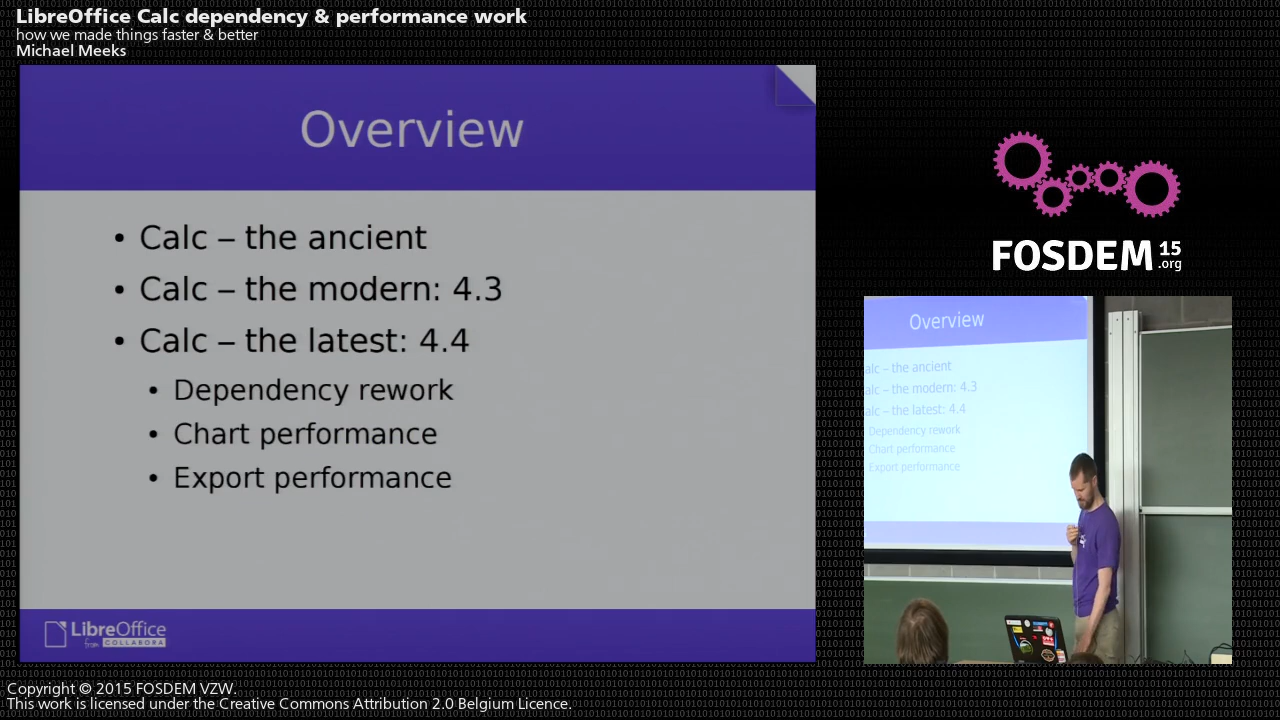 LibreOffice Calc dependency & performance work
how we made things faster & better
Michael Meeks
Overview
• Calc – the ancient
• Calc – the modern: 4.3
• Calc – the latest: 4.4
• Dependency rework
• Chart performance
• Export performance
LibreOffice
from COLLABORA
FOSDEM 15
.org
Overview
alc – the ancient
alc – the modern: 4.3
alc – the latest: 4.4
Dependency rework
Chart performance
Export performance
Copyright © 2015 FOSDEM VZW.
This work is licensed under the Creative Commons Attribution 2.0 Belgium Licence.